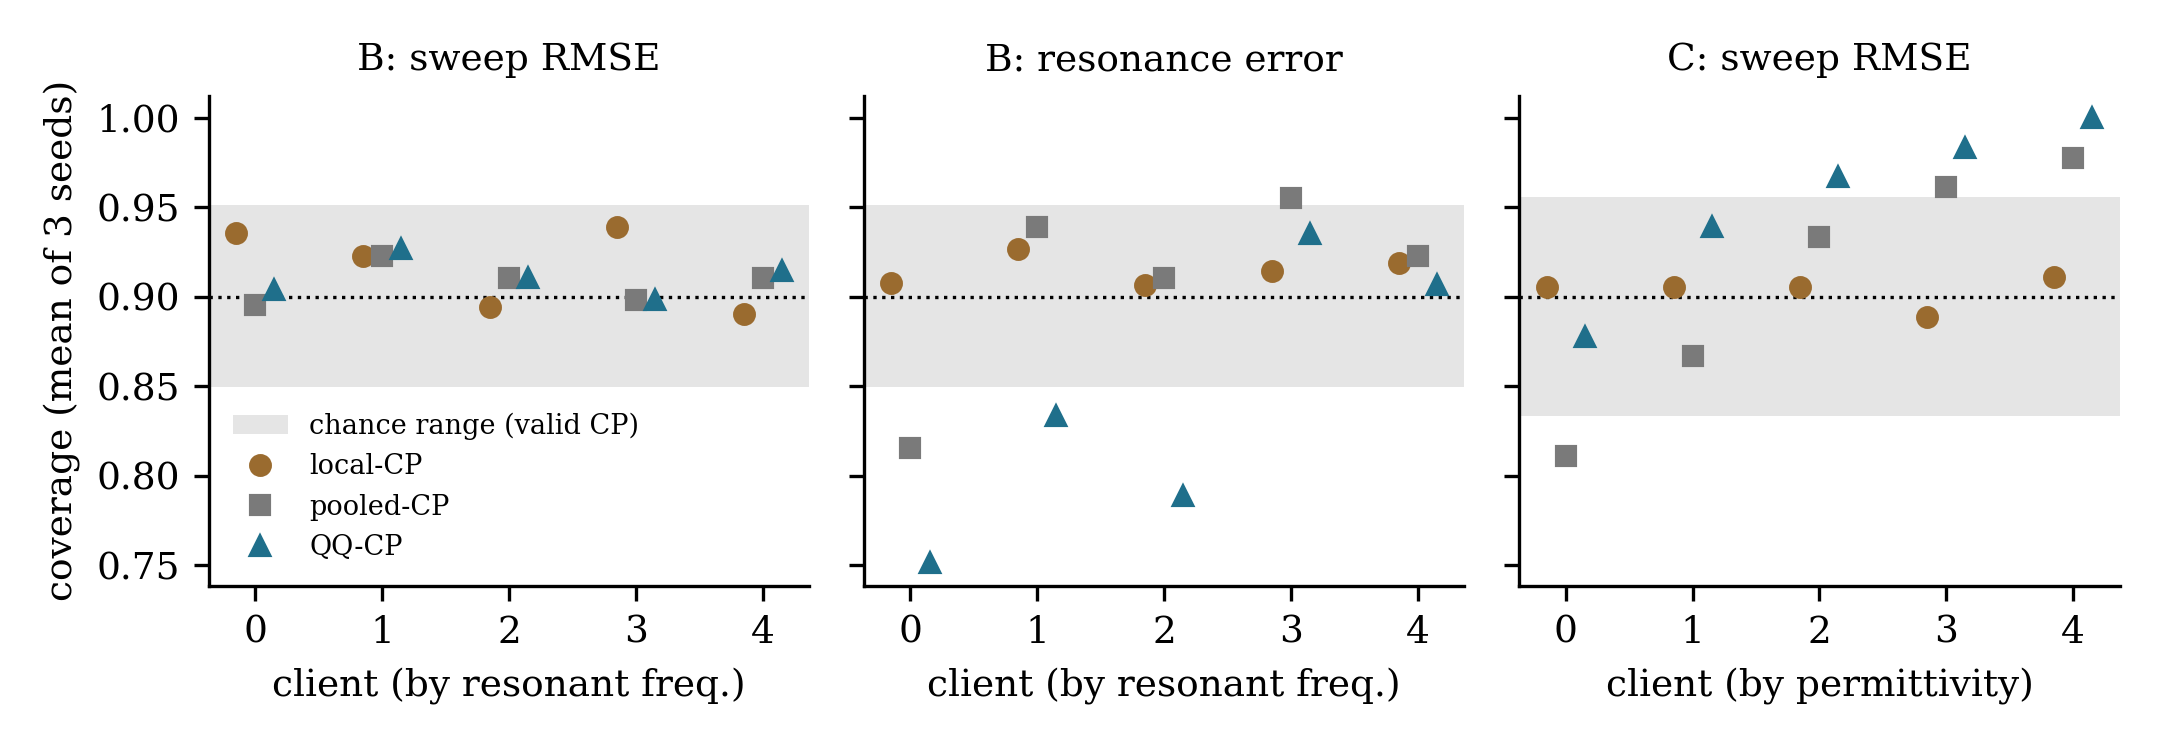 B: sweep RMSE
B: resonance error
C: sweep RMSE
coverage (mean of 3 seeds)
1.00
0.95
0.90
0.85
0.80
0.75
chance range (valid CP)
local-CP
pooled-CP
QQ-CP
0 1 2 3 4
0 1 2 3 4
0 1 2 3 4
client (by resonant freq.)
client (by resonant freq.)
client (by permittivity)